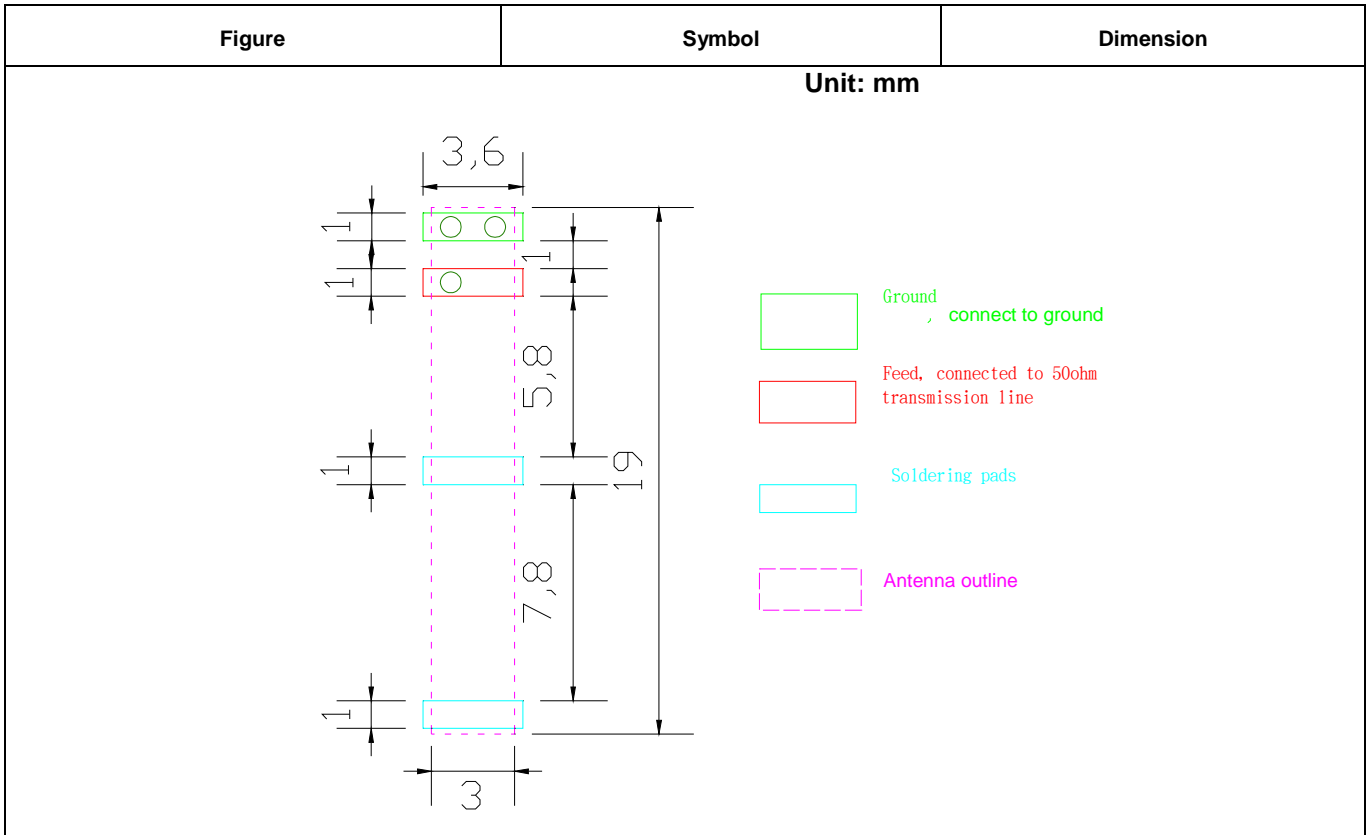 Figure
Symbol
Dimension
Unit: mm
3,6
1
1
1
5,8
1
19
7,8
1
3
Ground
, connect to ground
Feed, connected to 50ohm
transmission line
Soldering pads
Antenna outline